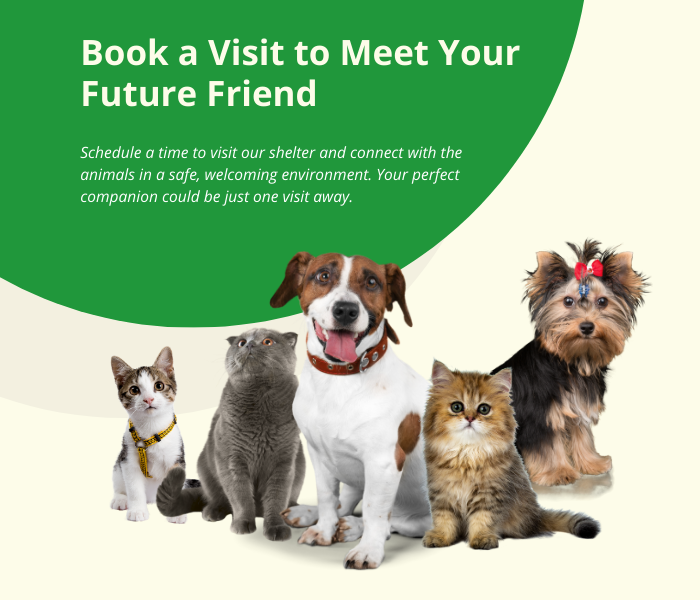 Book a Visit to Meet Your
Future Friend
Schedule a time to visit our shelter and connect with the
animals in a safe, welcoming environment. Your perfect
companion could be just one visit away.